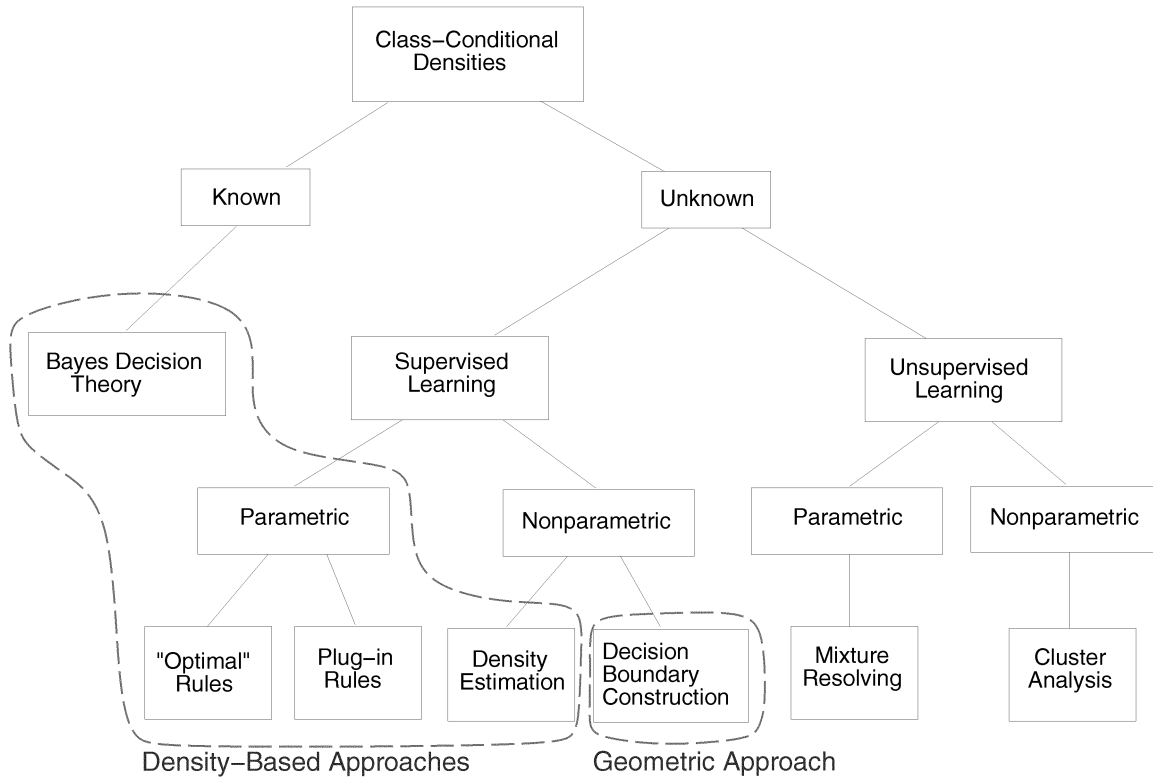 Class-Conditional
Densities
Known
Unknown
Bayes Decision
Theory
Supervised
Learning
Unsupervised
Learning
Parametric
Nonparametric
Parametric
Nonparametric
"Optimal"
Rules
Plug-in
Rules
Density
Estimation
Decision
Boundary
Construction
Mixture
Resolving
Cluster
Analysis
Density-Based Approaches
Geometric Approach